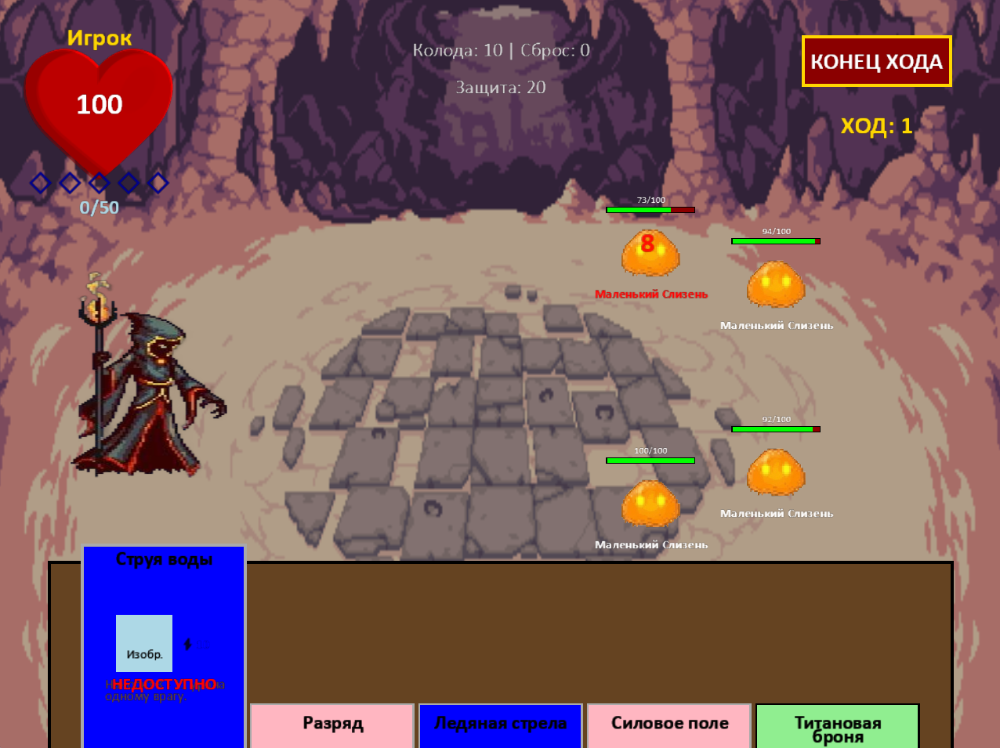 Игрок
100
0/50
Колода: 10 | Сброс: 0
Защита: 20
КОНЕЦ ХОДА
ХОД: 1
73/100
8
Маленький Слизень
94/100
Маленький Слизень
92/100
Маленький Слизень
100/100
Маленький Слизень
Струя воды
Изобр.
НЕДОСТУПНО
одному врагу.
Разряд
Ледяная стрела
Силовое поле
Титановая
броня